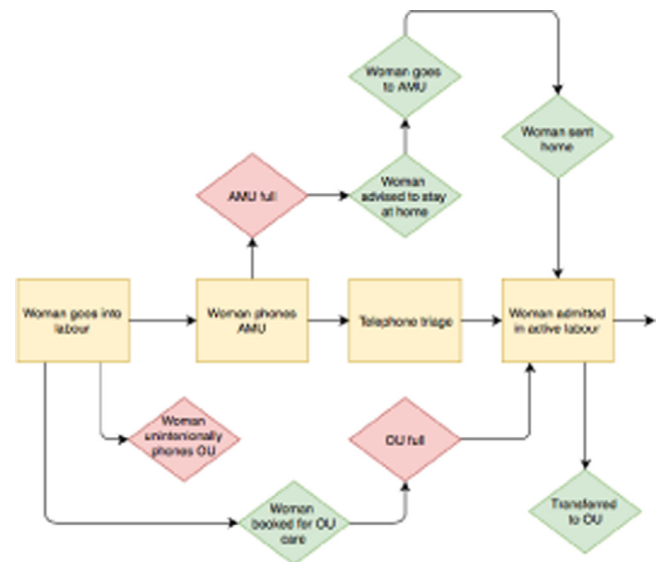 Woman goes
to AMU
Woman sent
home
AMU full
Woman
advised to stay
at home
Woman goes into
labour
Woman phones
AMU
Telephone triage
Woman admitted
in active labour
Woman
unintenionally
phones OU
OU full
Woman
booked for OU
care
Transferred
to OU